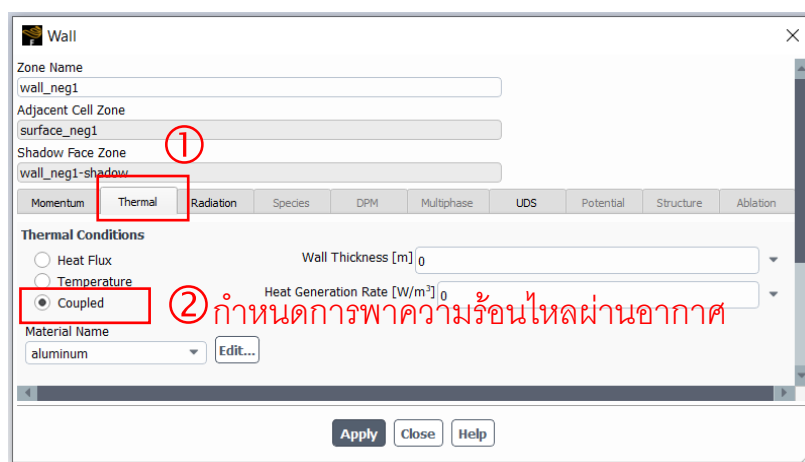 Wall
Zone Name
wall_neg1
Adjacent Cell Zone
surface_neg1
①
Shadow Face Zone
wall_neg1-shadow
Momentum Thermal Radiation Species DPM Multiphase UDS Potential Structure Ablation
Thermal Conditions
Heat Flux
Wall Thickness [m] 0
Temperature
Heat Generation Rate [W/m³] 0
Coupled
② กำหนดการพาความร้อนไหลผ่านอากาศ
Material Name
aluminum Edit...
Apply Close Help